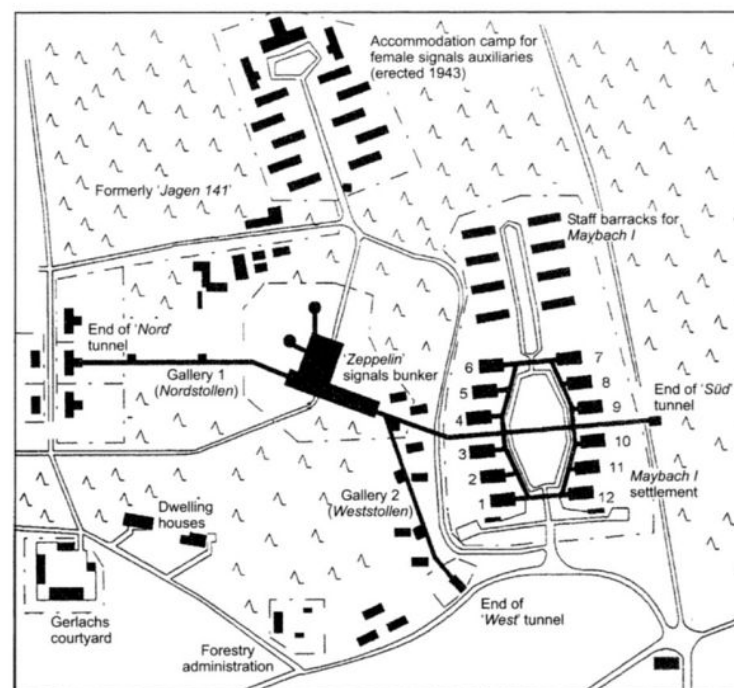 Accommodation camp for
female signals auxiliaries
(erected 1943)
Formerly 'Jagen 141'
Staff barracks for
Maybach I
End of 'Nord'
tunnel
Gallery 1
(Nordstollen)
'Zeppelin'
signals bunker
6
7
5
8
4
9
End of 'Süd'
tunnel
3
10
2
11
1
12
Maybach I
settlement
Gallery 2
(Weststollen)
Dwelling
houses
Gerlachs
courtyard
Forestry
administration
End of
'West' tunnel